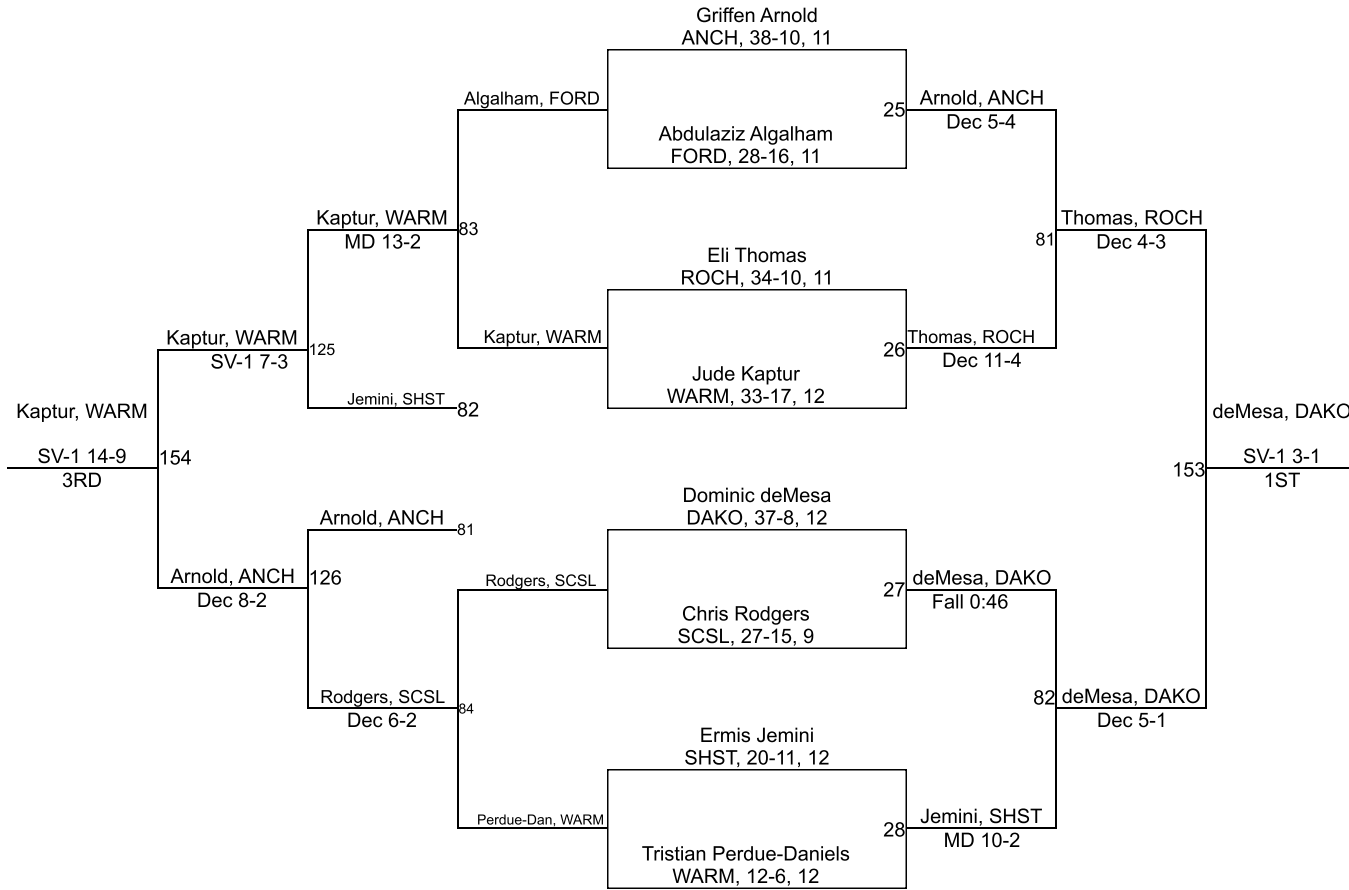 Griffen Arnold
ANCH, 38-10, 11
Algalham, FORD
25
Arnold, ANCH
Dec 5-4
Abdulaziz Algalham
FORD, 28-16, 11
Kaptur, WARM
MD 13-2
83
81
Thomas, ROCH
Dec 4-3
Eli Thomas
ROCH, 34-10, 11
Kaptur, WARM
SV-1 7-3
125
Kaptur, WARM
26
Thomas, ROCH
Dec 11-4
Jude Kaptur
WARM, 33-17, 12
Jemini, SHST
82
Kaptur, WARM
SV-1 14-9
3RD
154
deMesa, DAKO
153
SV-1 3-1
1ST
Dominic deMesa
DAKO, 37-8, 12
Arnold, ANCH
81
Arnold, ANCH
Dec 8-2
126
Rodgers, SCSL
27
deMesa, DAKO
Fall 0:46
Chris Rodgers
SCSL, 27-15, 9
Rodgers, SCSL
Dec 6-2
84
82
deMesa, DAKO
Dec 5-1
Ermis Jemini
SHST, 20-11, 12
Perdue-Dan, WARM
28
Jemini, SHST
MD 10-2
Tristian Perdue-Daniels
WARM, 12-6, 12